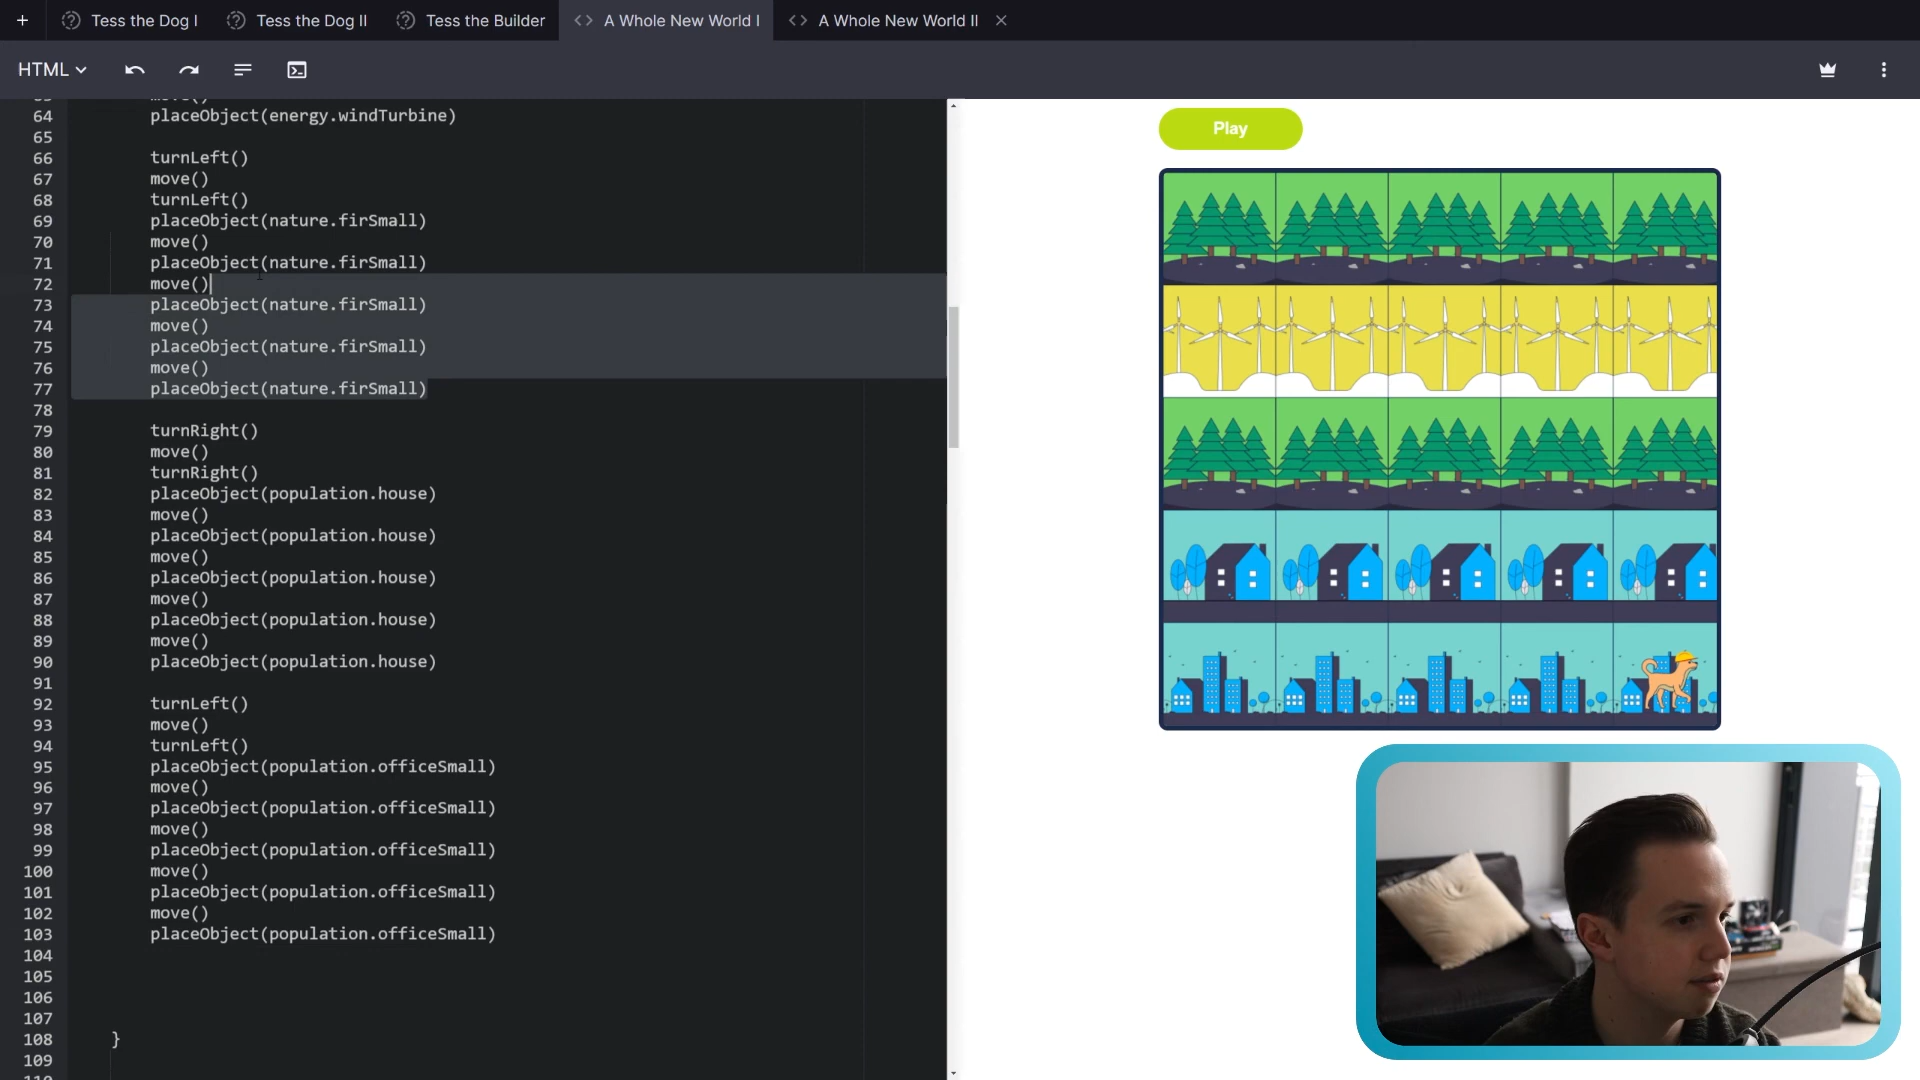 + Tess the Dog I Tess the Dog II Tess the Builder <> A Whole New World I <> A Whole New World II ×
HTML
64 placeObject(energy.windTurbine)
65
66 turnLeft()
67 move()
68 turnLeft()
69 placeObject(nature.firSmall)
70 move()
71 placeObject(nature.firSmall)
72 move()
73 placeObject(nature.firSmall)
74 move()
75 placeObject(nature.firSmall)
76 move()
77 placeObject(nature.firSmall)
78
79 turnRight()
80 move()
81 turnRight()
82 placeObject(population.house)
83 move()
84 placeObject(population.house)
85 move()
86 placeObject(population.house)
87 move()
88 placeObject(population.house)
89 move()
90 placeObject(population.house)
91
92 turnLeft()
93 move()
94 turnLeft()
95 placeObject(population.officeSmall)
96 move()
97 placeObject(population.officeSmall)
98 move()
99 placeObject(population.officeSmall)
100 move()
101 placeObject(population.officeSmall)
102 move()
103 placeObject(population.officeSmall)
104
105
106
107
108 }
109
Play